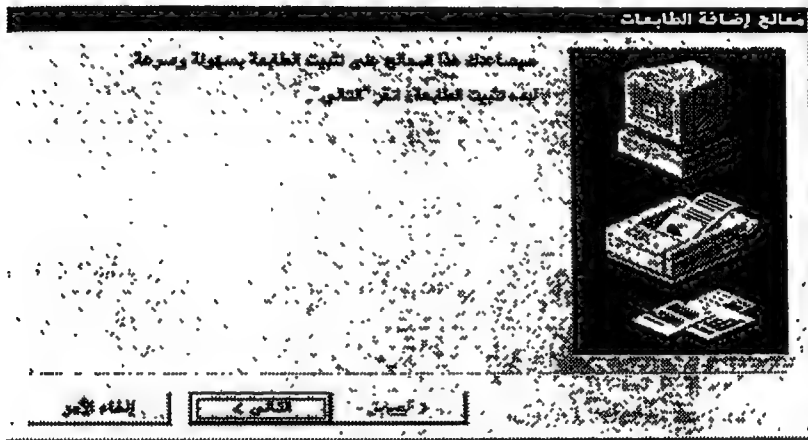 معالج إضافة الطابعات
سيساعدك هذا المعالج على تثبيت الطابعة بسهولة وسرعة.
لبدء تثبيت الطابعة، انقر "التالي".
< السابق
التالي >
إلغاء الأمر